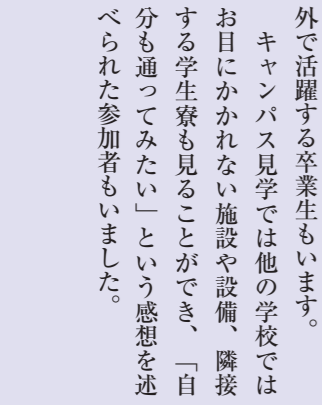 外で活躍する卒業生もいます。
　キャンパス見学では他の学校では
お目にかかれない施設や設備、隣接
する学生寮も見ることができ、「自
分も通ってみたい」という感想を述
べられた参加者もいました。